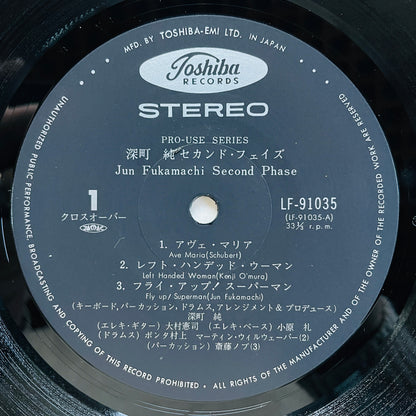 MFD. BY TOSHIBA-EMI LTD. IN JAPAN
Toshiba
RECORDS
STEREO
PRO-USE SERIES
深町 純セカンド・フェイズ
Jun Fukamachi Second Phase
1
クロスオーバー
LF-91035
(LF-91035-A)
33⅓ r.p.m.
1. アヴェ・マリア
Ave Maria(Schubert)
2. レフト・ハンデッド・ウーマン
Left Handed Woman(Kenji O'mura)
3. フライ・アップ! スーパーマン
Fly up! Superman(Jun Fukamachi)
(キーボード, パーカッション, ドラムス, アレンジメント & プロデュース)
深町 純
(エレキ・ギター) 大村憲司 (エレキ・ベース) 小原 礼
(ドラムス) ポンタ村上 マーティン・ウィルウェーバー(2)
(パーカッション) 斎藤ノブ(3)
UNAUTHORIZED PUBLIC PERFORMANCE, BROADCASTING AND COPYING OF THIS RECORD PROHIBITED • ALL RIGHTS OF THE MANUFACTURER AND OF THE OWNER OF THE RECORDED WORK RESERVED